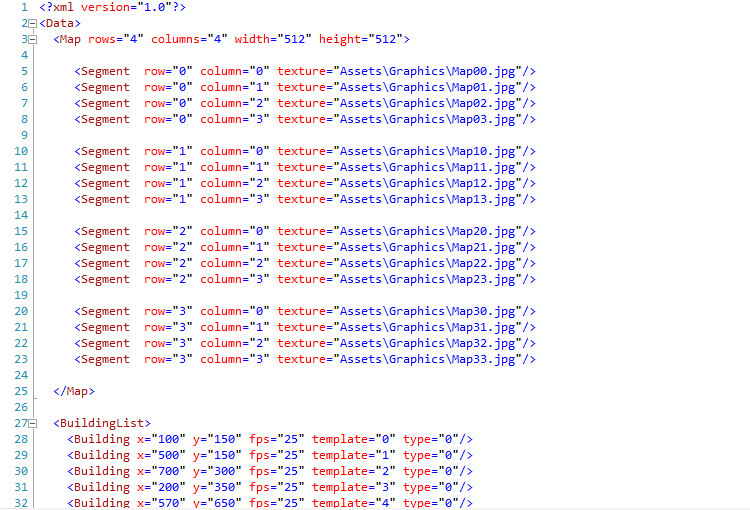 1 <?xml version="1.0"?>
2 <Data>
3 <Map rows="4" columns="4" width="512" height="512">
4
5 <Segment  row="0" column="0" texture="Assets\Graphics\Map00.jpg"/>
6 <Segment  row="0" column="1" texture="Assets\Graphics\Map01.jpg"/>
7 <Segment  row="0" column="2" texture="Assets\Graphics\Map02.jpg"/>
8 <Segment  row="0" column="3" texture="Assets\Graphics\Map03.jpg"/>
9
10 <Segment  row="1" column="0" texture="Assets\Graphics\Map10.jpg"/>
11 <Segment  row="1" column="1" texture="Assets\Graphics\Map11.jpg"/>
12 <Segment  row="1" column="2" texture="Assets\Graphics\Map12.jpg"/>
13 <Segment  row="1" column="3" texture="Assets\Graphics\Map13.jpg"/>
14
15 <Segment  row="2" column="0" texture="Assets\Graphics\Map20.jpg"/>
16 <Segment  row="2" column="1" texture="Assets\Graphics\Map21.jpg"/>
17 <Segment  row="2" column="2" texture="Assets\Graphics\Map22.jpg"/>
18 <Segment  row="2" column="3" texture="Assets\Graphics\Map23.jpg"/>
19
20 <Segment  row="3" column="0" texture="Assets\Graphics\Map30.jpg"/>
21 <Segment  row="3" column="1" texture="Assets\Graphics\Map31.jpg"/>
22 <Segment  row="3" column="2" texture="Assets\Graphics\Map32.jpg"/>
23 <Segment  row="3" column="3" texture="Assets\Graphics\Map33.jpg"/>
24
25 </Map>
26
27 <BuildingList>
28 <Building x="100" y="150" fps="25" template="0" type="0"/>
29 <Building x="500" y="150" fps="25" template="1" type="0"/>
30 <Building x="700" y="300" fps="25" template="2" type="0"/>
31 <Building x="200" y="350" fps="25" template="3" type="0"/>
32 <Building x="570" y="650" fps="25" template="4" type="0"/>